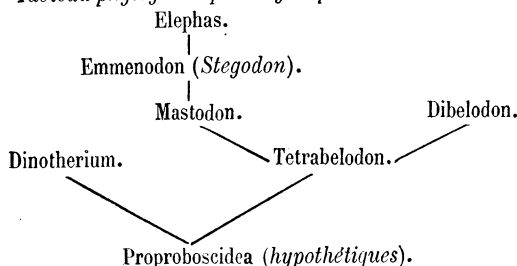 Elephas.
Emmenodon (Stegodon).
Mastodon.
Dibelodon.
Dinotherium.
Tetrabelodon.
Proproboscidea (hypothétiques).